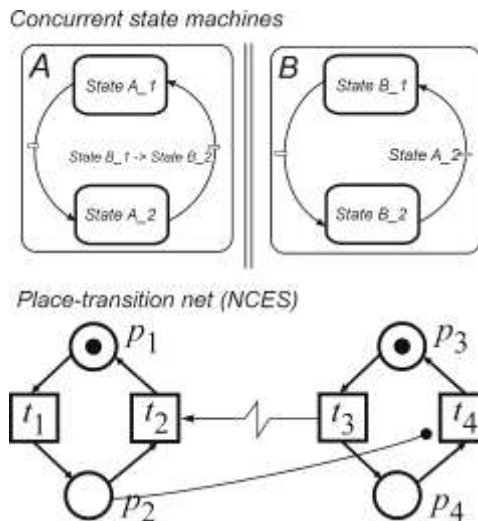 Concurrent state machines
A
B
State A_1
State B_1
State B_1 -> State B_2
State A_2
State A_2
State B_2
Place-transition net (NCES)
p1
p3
t1
t2
t3
t4
p2
p4